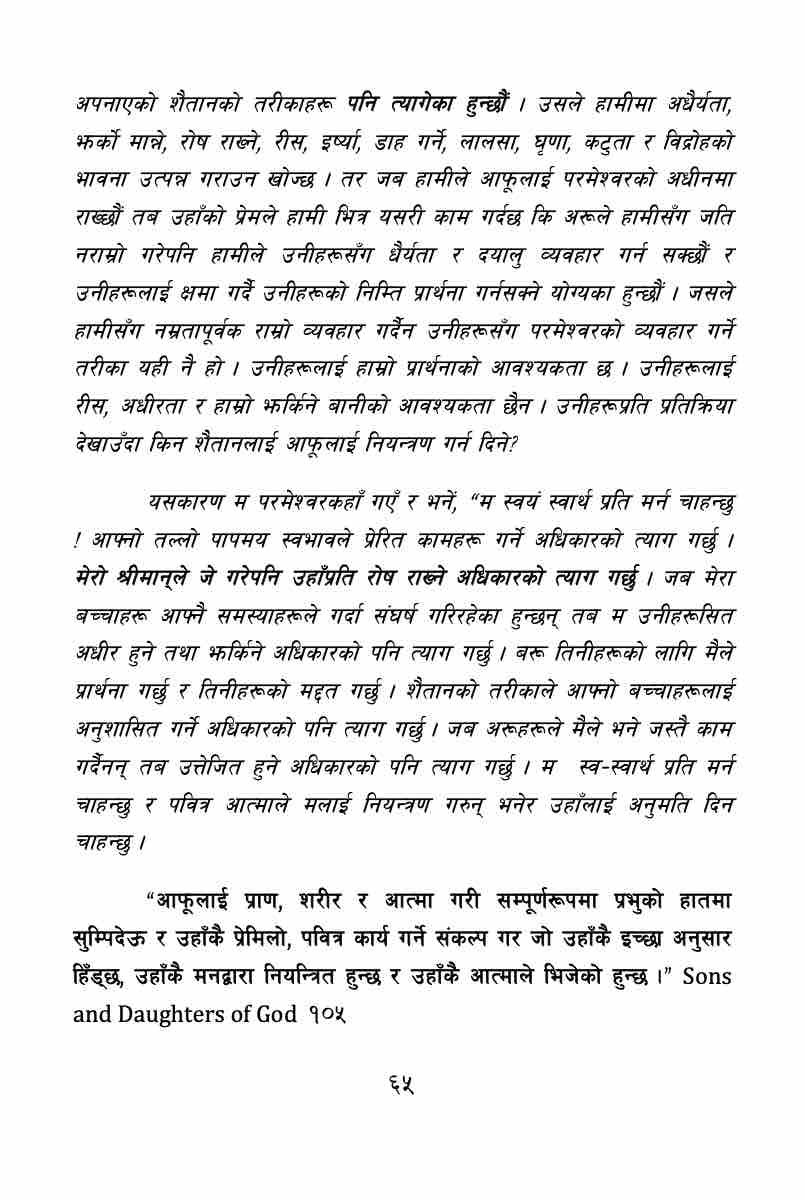 अपनाएको शैतानको तरीकाहरू पनि त्यागेका हुन्छौं । उसले हामीमा अधैर्यता,
झर्को मान्ने, रोष राख्ने, रीस, इर्ष्या, डाह गर्ने, लालसा, घृणा, कटुता र विद्रोहको
भावना उत्पन्न गराउन खोज्छ । तर जब हामीले आफूलाई परमेश्वरको अधीनमा
राख्छौं तब उहाँको प्रेमले हामी भित्र यसरी काम गर्दछ कि अरूले हामीसँग जति
नराम्रो गरेपनि हामीले उनीहरूसँग धैर्यता र दयालु व्यवहार गर्न सक्छौं र
उनीहरूलाई क्षमा गर्दै उनीहरूको निम्ति प्रार्थना गर्नसक्ने योग्यका हुन्छौं । जसले
हामीसँग नम्रतापूर्वक राम्रो व्यवहार गर्दैन उनीहरूसँग परमेश्वरको व्यवहार गर्ने
तरीका यही नै हो । उनीहरूलाई हाम्रो प्रार्थनाको आवश्यकता छ । उनीहरूलाई
रीस, अधीरता र हाम्रो झर्किने बानीको आवश्यकता छैन । उनीहरूप्रति प्रतिक्रिया
देखाउँदा किन शैतानलाई आफूलाई नियन्त्रण गर्न दिने?
यसकारण म परमेश्वरकहाँ गएँ र भनें, “म स्वयं स्वार्थ प्रति मर्न चाहन्छु
! आफ्नो तल्लो पापमय स्वभावले प्रेरित कामहरू गर्ने अधिकारको त्याग गर्छु ।
मेरो श्रीमान्‌ले जे गरेपनि उहाँप्रति रोष राख्ने अधिकारको त्याग गर्छु । जब मेरा
बच्चाहरू आफ्नै समस्याहरूले गर्दा संघर्ष गरिरहेका हुन्छन् तब म उनीहरूसित
अधीर हुने तथा झर्किने अधिकारको पनि त्याग गर्छु । बरू तिनीहरूको लागि मैले
प्रार्थना गर्छु र तिनीहरूको मद्दत गर्छु । शैतानको तरीकाले आफ्नो बच्चाहरूलाई
अनुशासित गर्ने अधिकारको पनि त्याग गर्छु । जब अरूहरूले मैले भने जस्तै काम
गर्दैनन् तब उत्तेजित हुने अधिकारको पनि त्याग गर्छु । म स्व-स्वार्थ प्रति मर्न
चाहन्छु र पवित्र आत्माले मलाई नियन्त्रण गरुन् भनेर उहाँलाई अनुमति दिन
चाहन्छु ।
“आफूलाई प्राण, शरीर र आत्मा गरी सम्पूर्णरूपमा प्रभुको हातमा
सुम्पिदेऊ र उहाँकै प्रेमिलो, पवित्र कार्य गर्ने संकल्प गर जो उहाँकै इच्छा अनुसार
हिँड्छ, उहाँकै मनद्वारा नियन्त्रित हुन्छ र उहाँकै आत्माले भिजेको हुन्छ ।” Sons
and Daughters of God १०५
६५